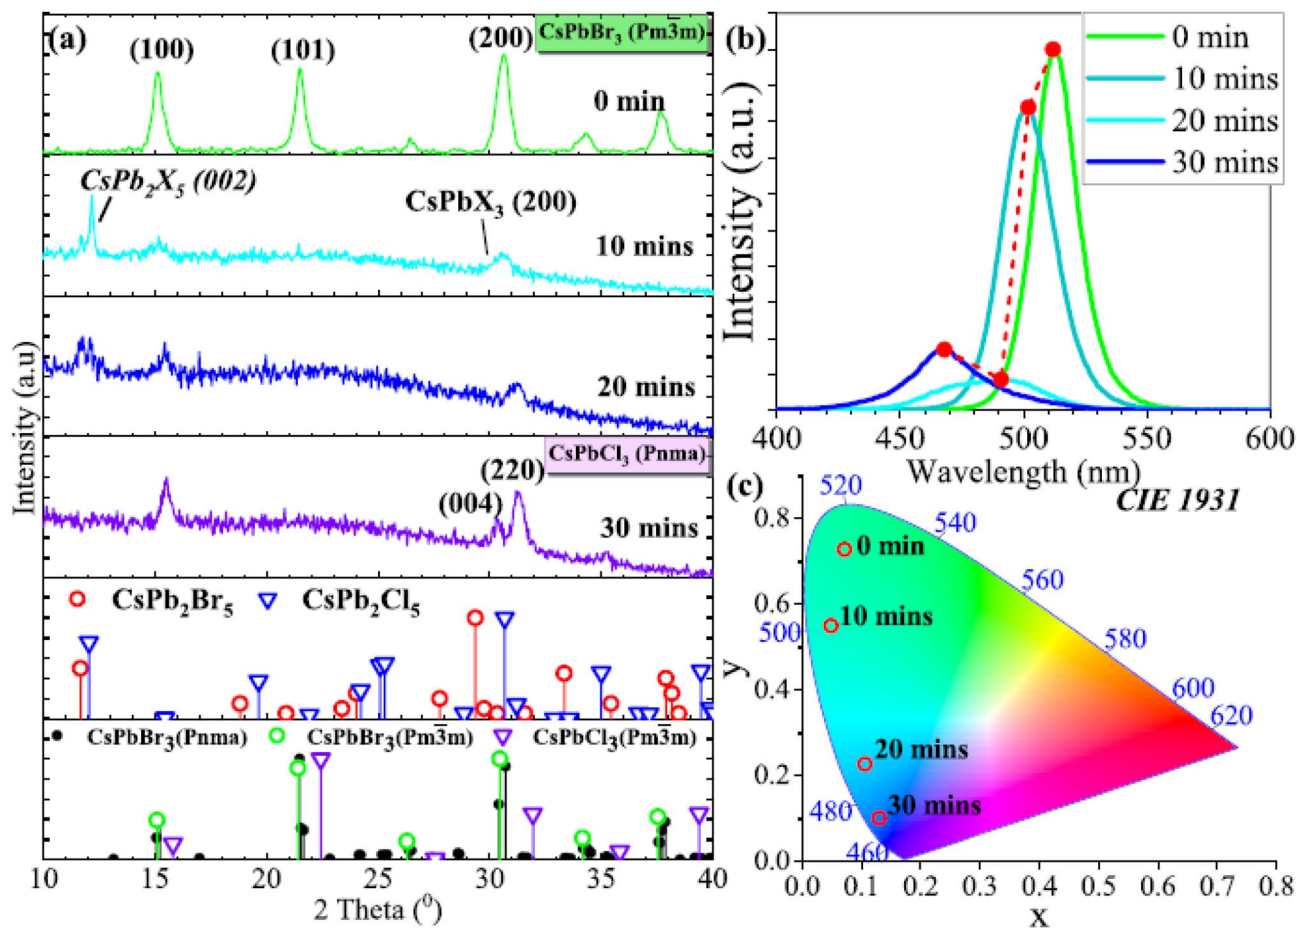 (a)
CsPbBr₃ (Pm3̅m)
(100)
(101)
(200)
0 min
CsPb₂X₅ (002)
CsPbX₃ (200)
10 mins
20 mins
CsPbCl₃ (Pnma)
(220)
(004)
30 mins
CsPb₂Br₅
CsPb₂Cl₅
CsPbBr₃(Pnma)
CsPbBr₃(Pm3̅m)
CsPbCl₃(Pm3̅m)
10 15 20 25 30 35 40
2 Theta (⁰)
Intensity (a.u)
(b)
0 min
10 mins
20 mins
30 mins
Intensity (a.u.)
400 450 500 550 600
Wavelength (nm)
(c)
CIE 1931
520
540
560
580
600
620
500
480
460
0 min
10 mins
20 mins
30 mins
0.8
0.6
0.4
0.2
0.0
y
0.0 0.1 0.2 0.3 0.4 0.5 0.6 0.7 0.8
x